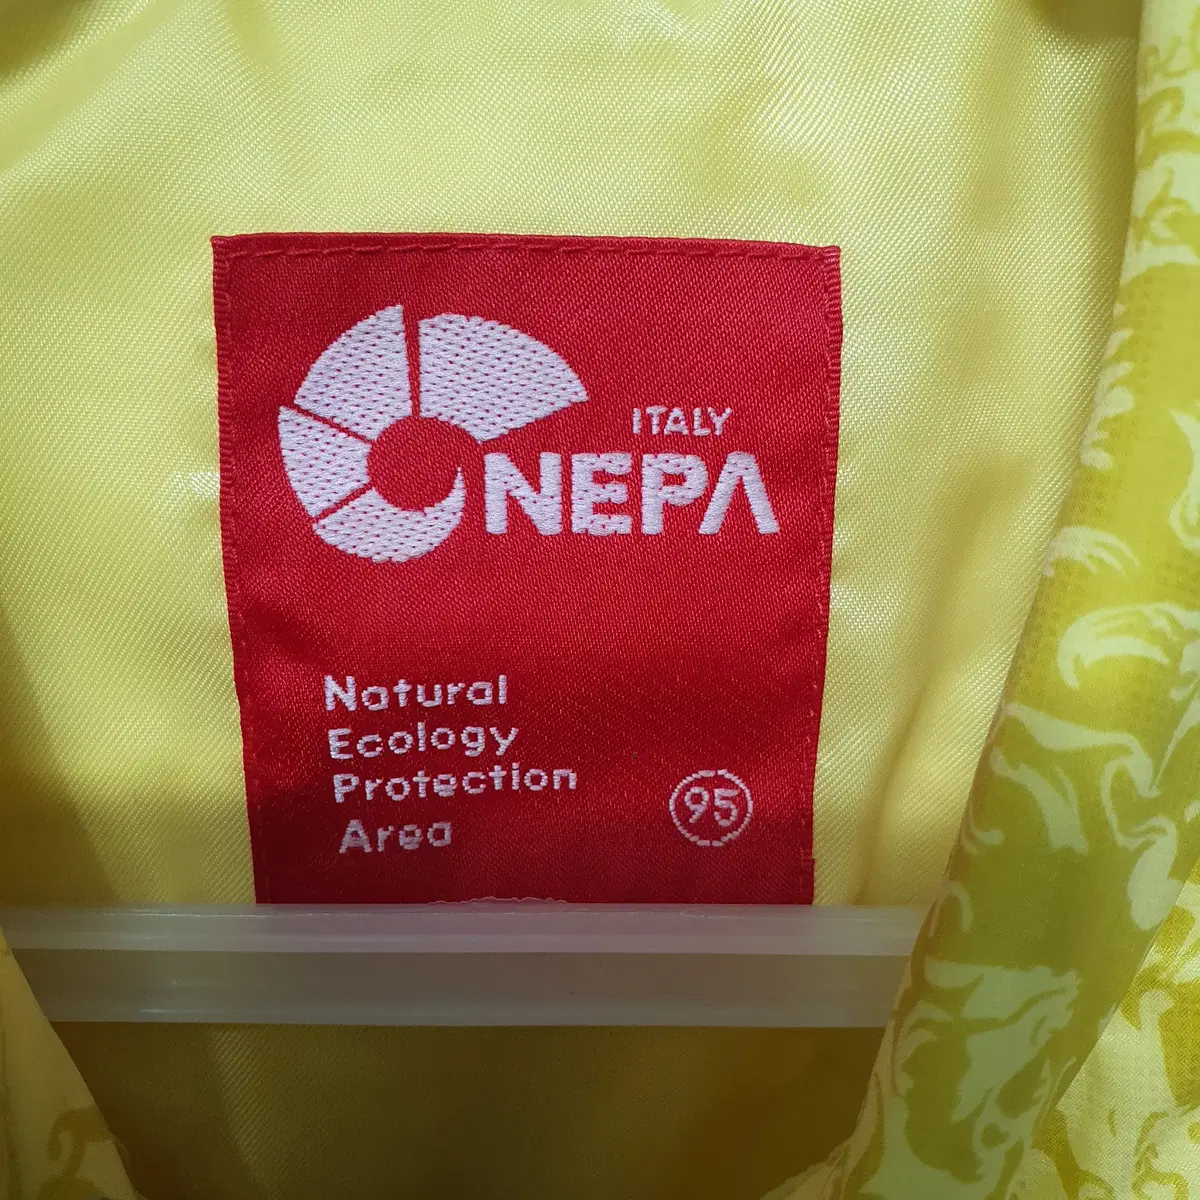 ITALY
NEPA
Natural
Ecology
Protection
Area
95